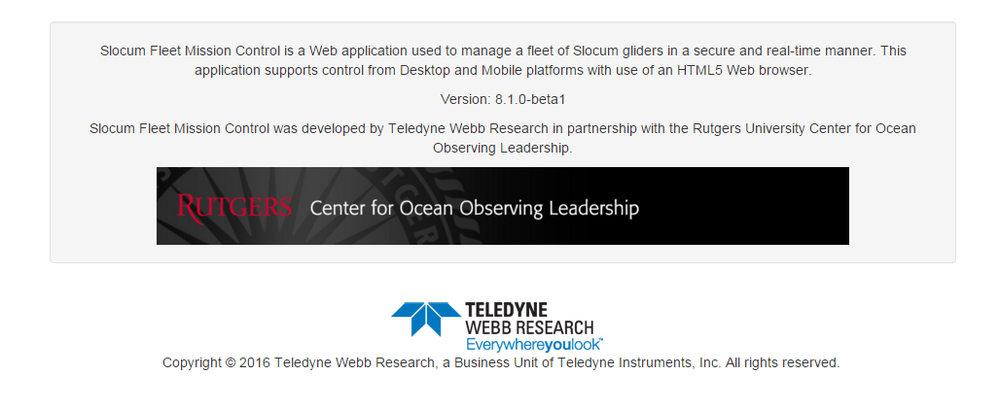 Slocum Fleet Mission Control is a Web application used to manage a fleet of Slocum gliders in a secure and real-time manner. This
application supports control from Desktop and Mobile platforms with use of an HTML5 Web browser.
Version: 8.1.0-beta1
Slocum Fleet Mission Control was developed by Teledyne Webb Research in partnership with the Rutgers University Center for Ocean
Observing Leadership.
RUTGERS Center for Ocean Observing Leadership
TELEDYNE
WEBB RESEARCH
Everywhereyoulook™
Copyright © 2016 Teledyne Webb Research, a Business Unit of Teledyne Instruments, Inc. All rights reserved.